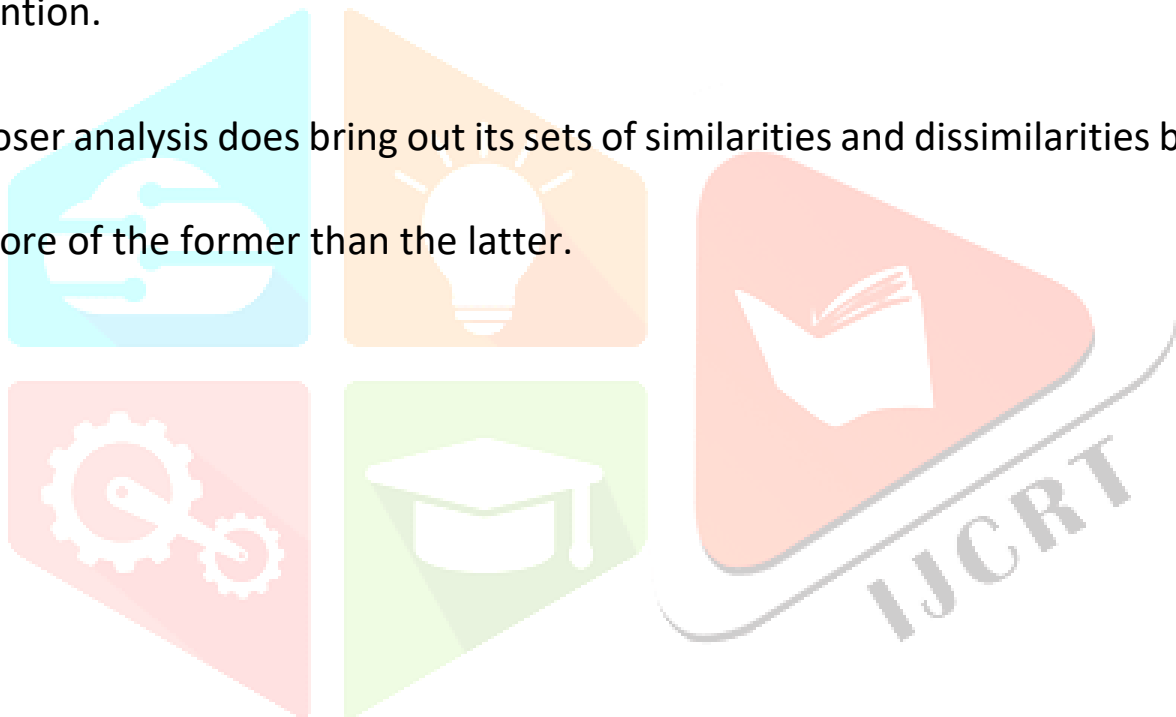 ntion.
oser analysis does bring out its sets of similarities and dissimilarities b
ore of the former than the latter.
IJCRT